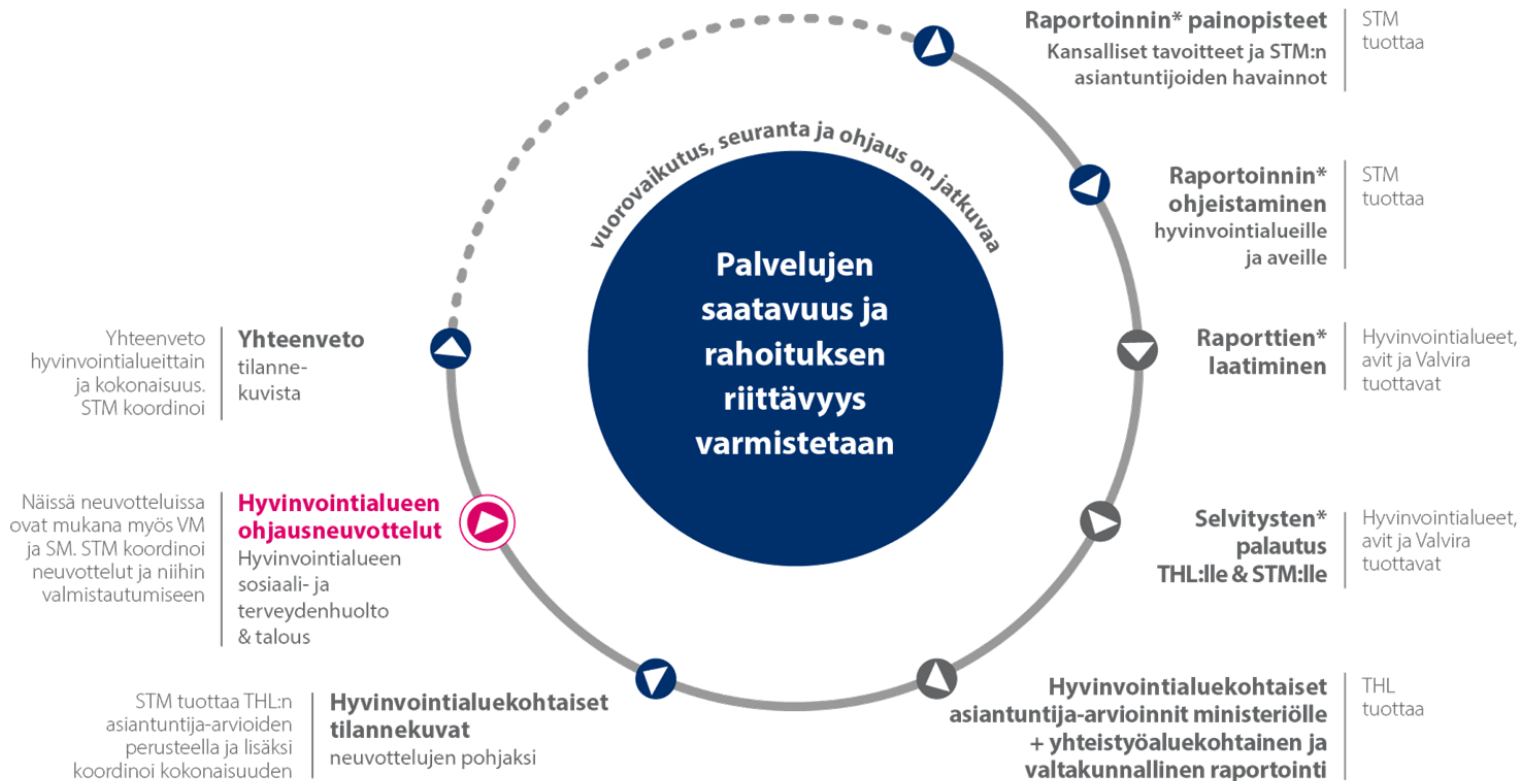 Raportoinnin* painopisteet
Kansalliset tavoitteet ja STM:n
asiantuntijoiden havainnot
STM
tuottaa
vuorovaikutus, seuranta ja ohjaus on jatkuvaa
Palvelujen
saatavuus ja
rahoituksen
riittävyys
varmistetaan
Raportoinnin*
ohjeistaminen
hyvinvointialueille
ja aveille
STM
tuottaa
Raporttien*
laatiminen
Hyvinvointialueet,
avit ja Valvira
tuottavat
Selvitysten*
palautus
THL:lle & STM:lle
Hyvinvointialueet,
avit ja Valvira
tuottavat
Hyvinvointialuekohtaiset
asiantuntija-arvioinnit ministeriölle
+ yhteistyöaluekohtainen ja
valtakunnallinen raportointi
THL
tuottaa
STM tuottaa THL:n
asiantuntija-arvioiden
perusteella ja lisäksi
koordinoi kokonaisuuden
Hyvinvointialuekohtaiset
tilannekuvat
neuvottelujen pohjaksi
Näissä neuvotteluissa
ovat mukana myös VM
ja SM. STM koordinoi
neuvottelut ja niihin
valmistautumiseen
Hyvinvointialueen
ohjausneuvottelut
Hyvinvointialueen
sosiaali- ja
terveydenhuolto
& talous
Yhteenveto
hyvinvointialueittain
ja kokonaisuus.
STM koordinoi
Yhteenveto
tilanne-
kuvista